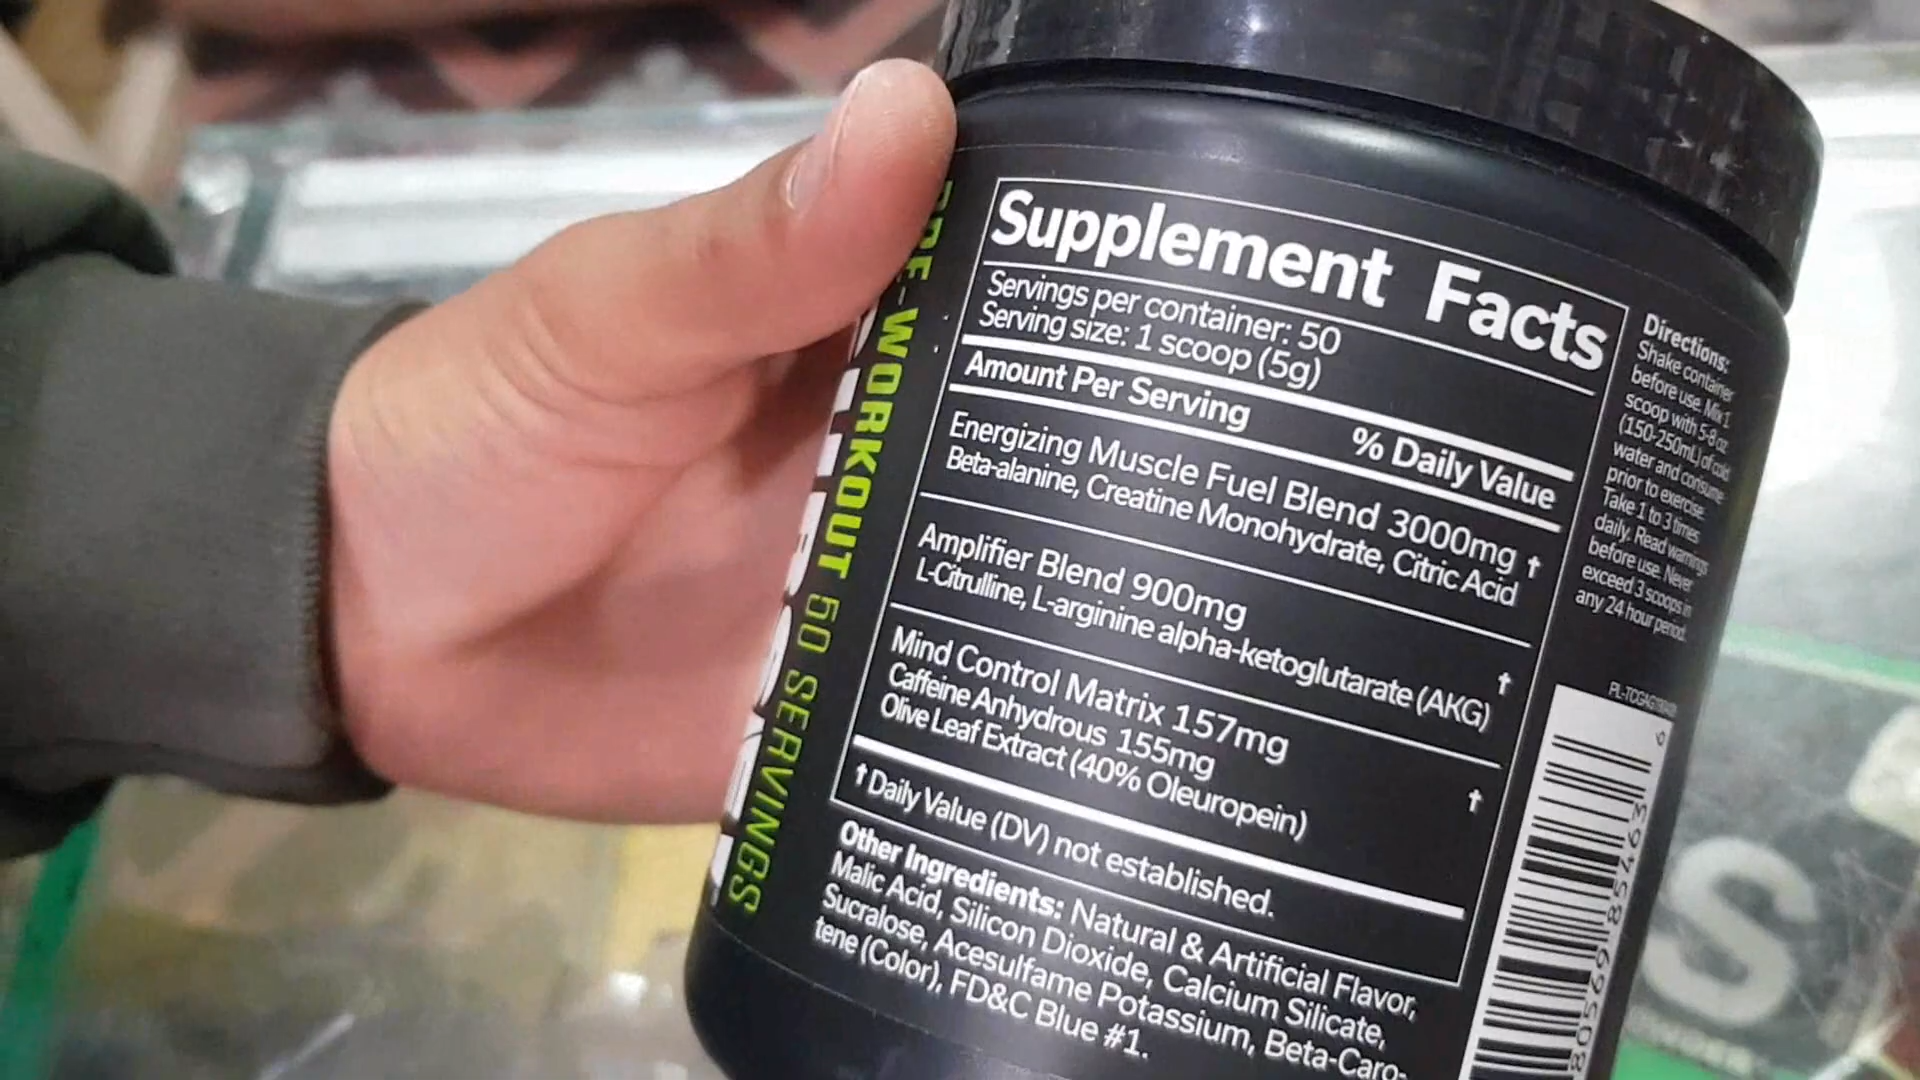 Supplement Facts
Servings per container: 50
Serving size: 1 scoop (5g)
Amount Per Serving
% Daily Value
Energizing Muscle Fuel Blend 3000mg †
Beta-alanine, Creatine Monohydrate, Citric Acid
Amplifier Blend 900mg
†
L-Citrulline, L-arginine alpha-ketoglutarate (AKG)
Mind Control Matrix 157mg
†
Caffeine Anhydrous 155mg
Olive Leaf Extract (40% Oleuropein)
† Daily Value (DV) not established.
Other Ingredients: Natural & Artificial Flavor,
Malic Acid, Silicon Dioxide, Calcium Silicate,
Sucralose, Acesulfame Potassium, Beta-Caro-
tene (Color), FD&C Blue #1.
Directions:
Shake container
before use. Mix 1
scoop with 5-8 oz.
(150-250mL) of cold
water and consume
prior to exercise.
Take 1 to 3 times
daily. Read warnings
before use. Never
exceed 3 scoops in
any 24 hour period.
PRE-WORKOUT 50 SERVINGS
80569 85463
6
S